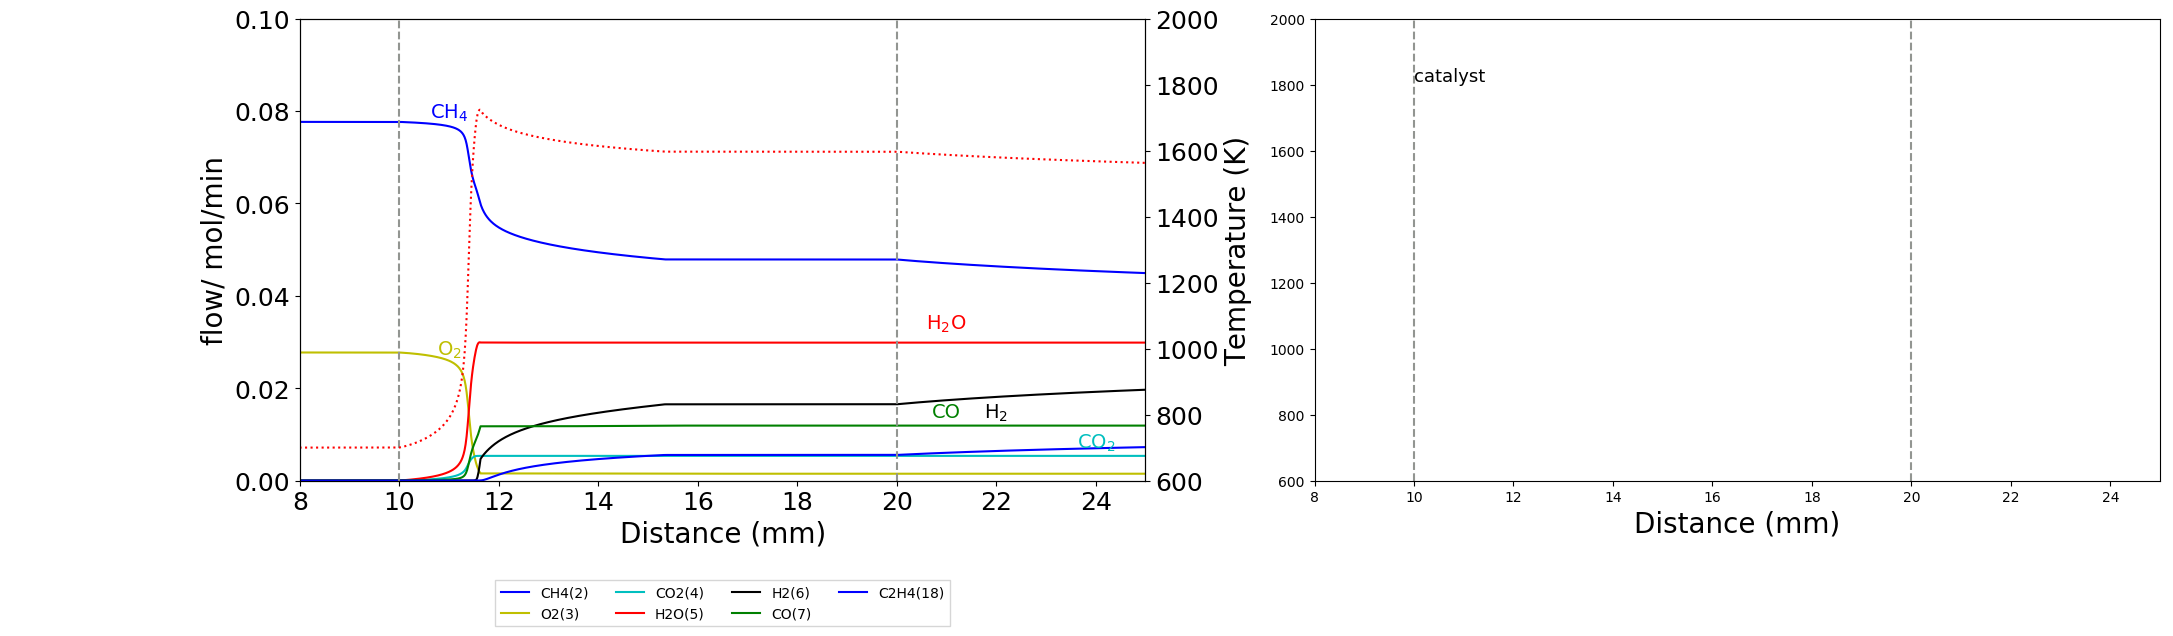 0.10
0.08
0.06
0.04
0.02
0.00
flow/ mol/min
8 10 12 14 16 18 20 22 24
Distance (mm)
CH₄
O₂
H₂O
CO H₂
CO₂
2000
1800
1600
1400
1200
1000
800
600
Temperature (K)
CH4(2) CO2(4) H2(6) C2H4(18)
O2(3) H2O(5) CO(7)
2000
1800
1600
1400
1200
1000
800
600
catalyst
8 10 12 14 16 18 20 22 24
Distance (mm)